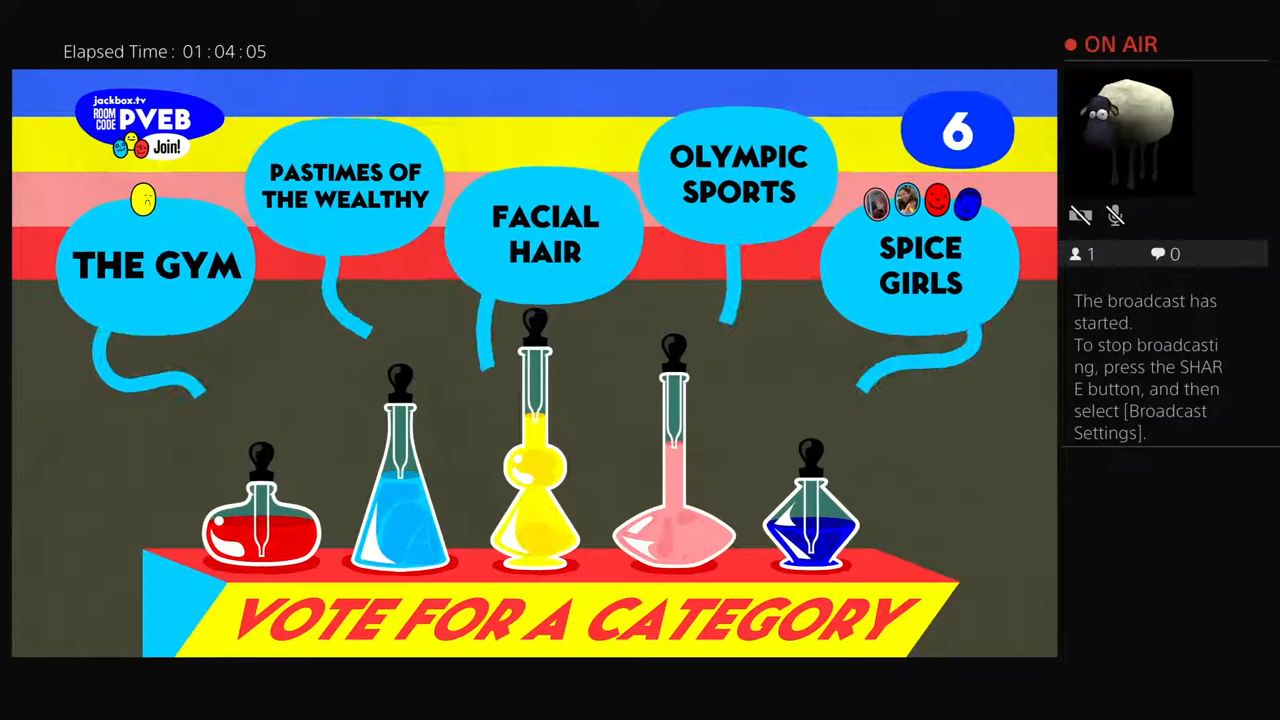 Elapsed Time: 01:04:05
ON AIR
jackbox.tv
ROOM
CODE
PVEB
Join!
PASTIMES OF
THE WEALTHY
OLYMPIC
SPORTS
6
THE GYM
FACIAL
HAIR
SPICE
GIRLS
1
0
The broadcast has
started.
To stop broadcasti
ng, press the SHAR
E button, and then
select [Broadcast
Settings].
VOTE FOR A CATEGORY